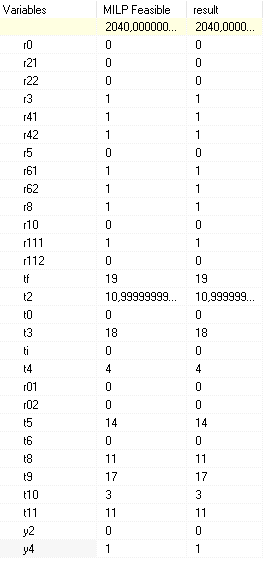 Variables MILP Feasible result
2040,000000... 2040,0000...
r0 0 0
r21 0 0
r22 0 0
r3 1 1
r41 1 1
r42 1 1
r5 0 0
r61 1 1
r62 1 1
r8 1 1
r10 0 0
r111 1 1
r112 0 0
tf 19 19
t2 10,99999999... 10,999999...
t0 0 0
t3 18 18
ti 0 0
t4 4 4
r01 0 0
r02 0 0
t5 14 14
t6 0 0
t8 11 11
t9 17 17
t10 3 3
t11 11 11
y2 0 0
y4 1 1